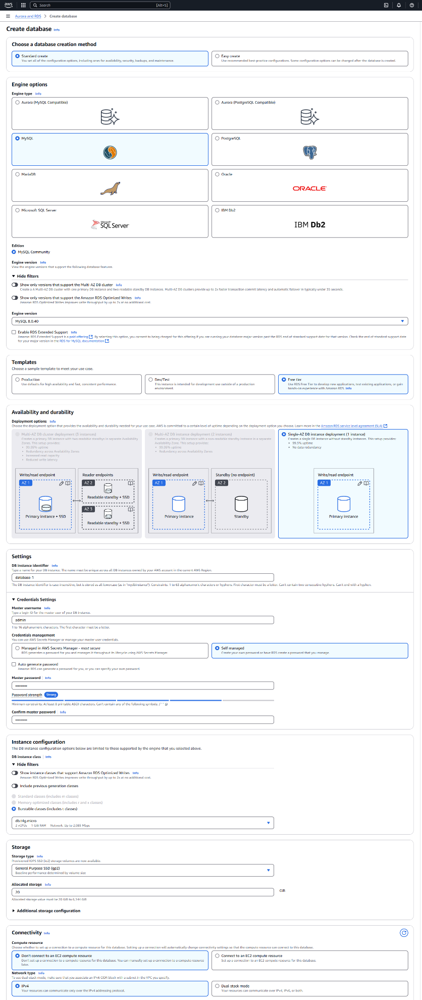 aws
Search
[Alt+S]
Aurora and RDS
Create database
Create database Info
Choose a database creation method
Standard create
You set all of the configuration options, including ones for availability, security, backups, and maintenance.
Easy create
Use recommended best-practice configurations. Some configuration options can be changed after the database is created.
Engine options
Engine type Info
Aurora (MySQL Compatible)
Aurora (PostgreSQL Compatible)
MySQL
PostgreSQL
MariaDB
Oracle
ORACLE
Microsoft SQL Server
Microsoft
SQL Server
IBM Db2
IBM Db2
Edition
MySQL Community
Engine version Info
View the engine versions that support the following database features.
Hide filters
Show only versions that support the Multi-AZ DB cluster Info
Create a A Multi-AZ DB cluster with one primary DB instance and two readable standby DB instances. Multi-AZ DB clusters provide up to 2x faster transaction commit latency and automatic failover in typically under 35 seconds.
Show only versions that support the Amazon RDS Optimized Writes Info
Amazon RDS Optimized Writes improves write throughput by up to 2x at no additional cost.
Engine version
MySQL 8.0.40
Enable RDS Extended Support Info
Amazon RDS Extended Support is a paid offering. By selecting this option, you consent to being charged for this offering if you are running your database major version past the RDS end of standard support date for that version. Check the end of standard support date
for your major version in the RDS for MySQL documentation.
Templates
Choose a sample template to meet your use case.
Production
Use defaults for high availability and fast, consistent performance.
Dev/Test
This instance is intended for development use outside of a production
environment.
Free tier
Use RDS Free Tier to develop new applications, test existing applications, or gain
hands-on experience with Amazon RDS. Info
Availability and durability
Deployment options Info
Choose the deployment option that provides the availability and durability needed for your use case. AWS is committed to a certain level of uptime depending on the deployment option you choose. Learn more in the Amazon RDS service level agreement (SLA)
Multi-AZ DB cluster deployment (3 instances)
Creates a primary DB instance with two readable standbys in separate Availability
Zones. This setup provides:
• 99.95% uptime
• Redundancy across Availability Zones
• Increased read capacity
• Reduced write latency
Write/read endpoint
AZ 1
Primary instance + SSD
Reader endpoints
AZ 2
Readable standby + SSD
AZ 3
Readable standby + SSD
Multi-AZ DB instance deployment (2 instances)
Creates a primary DB instance with a non-readable standby instance in a separate
Availability Zone. This setup provides:
• 99.95% uptime
• Redundancy across Availability Zones
Write/read endpoint
AZ 1
Primary instance
Standby (no endpoint)
AZ 2
Standby
Single-AZ DB instance deployment (1 instance)
Creates a single DB instance without standby instances. This setup provides:
• 99.5% uptime
• No data redundancy
Write/read endpoint
AZ 1
Primary instance
Settings
DB instance identifier Info
Type a name for your DB instance. The name must be unique across all DB instances owned by your AWS account in the current AWS Region.
database-1
The DB instance identifier is case-insensitive, but is stored as all lowercase (as in "mydbinstance"). Constraints: 1 to 63 alphanumeric characters or hyphens. First character must be a letter. Can't contain two consecutive hyphens. Can't end with a hyphen.
Credentials Settings
Master username Info
Type a login ID for the master user of your DB instance.
admin
1 to 16 alphanumeric characters. The first character must be a letter.
Credentials management
You can use AWS Secrets Manager or manage your master user credentials.
Managed in AWS Secrets Manager - most secure
RDS generates a password for you and manages it throughout its lifecycle using AWS Secrets Manager.
Self managed
Create your own password or have RDS create a password that you manage.
Auto generate password
Amazon RDS can generate a password for you, or you can specify your own password.
Master password Info
•••••••••
Password strength Strong
Minimum constraints: At least 8 printable ASCII characters. Can't contain any of the following symbols: / ' " @
Confirm master password Info
•••••••••
Instance configuration
The DB instance configuration options below are limited to those supported by the engine that you selected above.
DB instance class Info
Hide filters
Show instance classes that support Amazon RDS Optimized Writes Info
Amazon RDS Optimized Writes improves write throughput by up to 2x at no additional cost.
Include previous generation classes
Standard classes (includes m classes)
Memory optimized classes (includes r and x classes)
Burstable classes (includes t classes)
db.t4g.micro
2 vCPUs 1 GiB RAM Network: Up to 2,085 Mbps
Storage
Storage type Info
Provisioned IOPS SSD (io2) storage volumes are now available.
General Purpose SSD (gp2)
Baseline performance determined by volume size
Allocated storage Info
20
GiB
Allocated storage value must be 20 GiB to 6,144 GiB
Additional storage configuration
Connectivity Info
Compute resource
Choose whether to set up a connection to a compute resource for this database. Setting up a connection will automatically change connectivity settings so that the compute resource can connect to this database.
Don't connect to an EC2 compute resource
Don't set up a connection to a compute resource for this database. You can manually set up a connection to a compute resource
later.
Connect to an EC2 compute resource
Set up a connection to an EC2 compute resource for this database.
Network type Info
To use dual-stack mode, make sure that you associate an IPv6 CIDR block with a subnet in the VPC you specify.
IPv4
Your resources can communicate only over the IPv4 addressing protocol.
Dual-stack mode
Your resources can communicate over IPv4, IPv6, or both.